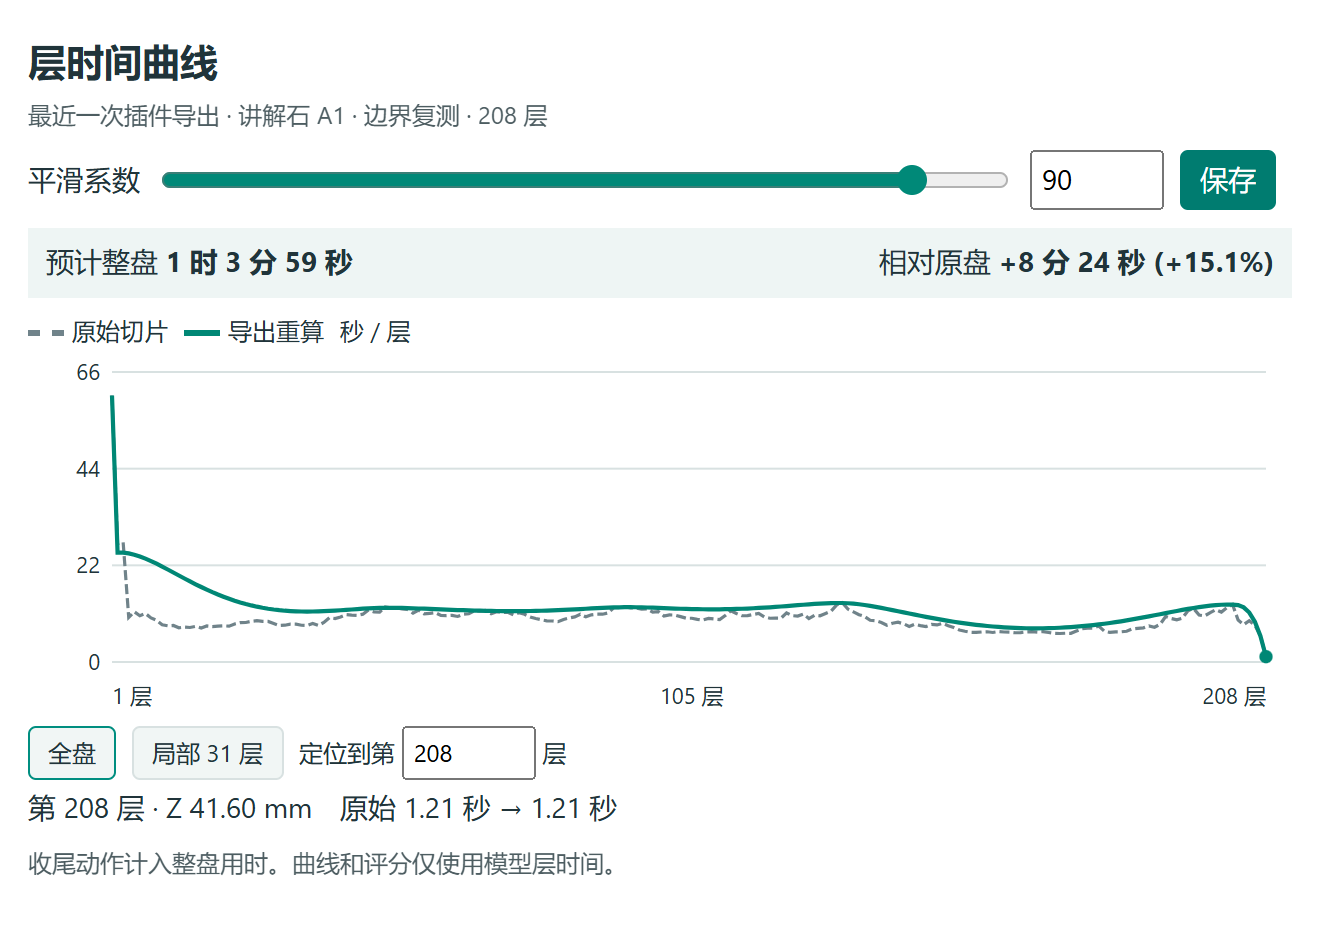 层时间曲线
最近一次插件导出 · 讲解石 A1 · 边界复测 · 208 层
平滑系数 90 保存
预计整盘 1 时 3 分 59 秒 相对原盘 +8 分 24 秒 (+15.1%)
原始切片 导出重算 秒 / 层
66
44
22
0
1 层 105 层 208 层
全盘 局部 31 层 定位到第 208 层
第 208 层 · Z 41.60 mm 原始 1.21 秒 → 1.21 秒
收尾动作计入整盘用时。曲线和评分仅使用模型层时间。